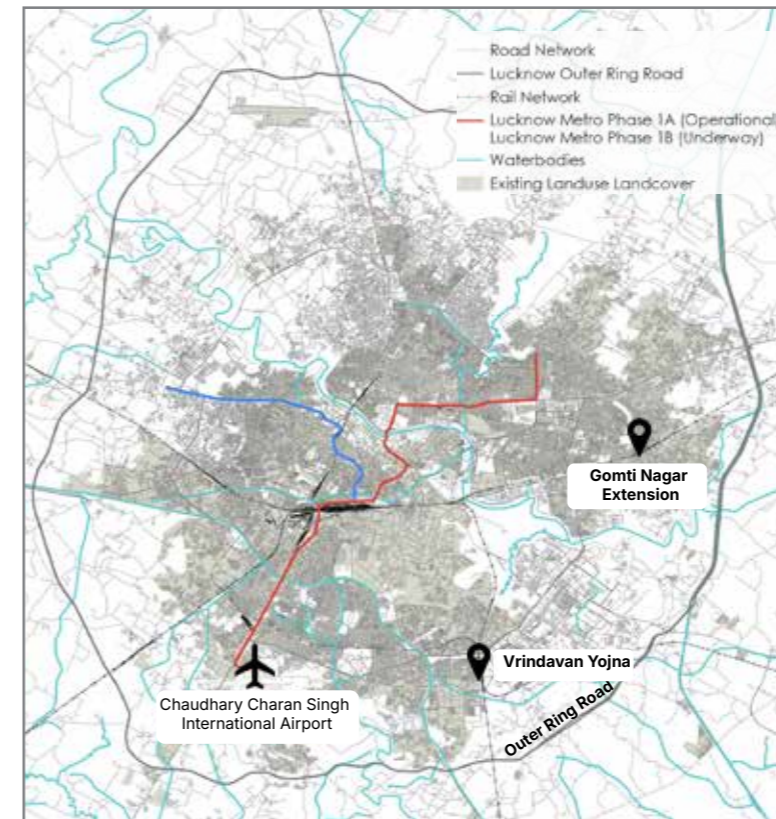 Road Network
Lucknow Outer Ring Road
Rail Network
Lucknow Metro Phase 1A (Operational)
Lucknow Metro Phase 1B (Underway)
Waterbodies
Existing Landuse Landcover
Gomti Nagar
Extension
Vrindavan Yojna
Chaudhary Charan Singh
International Airport
Outer Ring Road